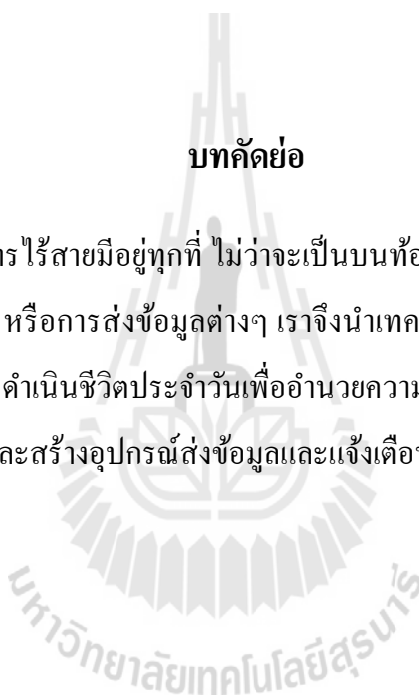 บทคัดย่อ
ารไร้สายมีอยู่ทุกที่ ไม่ว่าจะเป็นบนท้อ
หรือการส่งข้อมูลต่างๆ เราจึงนำเทค
ดำเนินชีวิตประจำวันเพื่ออำนวยความ
ละสร้างอุปกรณ์ส่งข้อมูลและแจ้งเตือ
มหาวิทยาลัยเทคโนโลยีสุรนารี